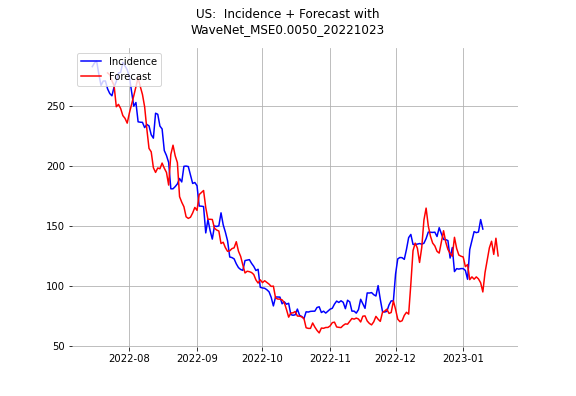 US:  Incidence + Forecast with
WaveNet_MSE0.0050_20221023
Incidence
Forecast
250
200
150
100
50
2022-08
2022-09
2022-10
2022-11
2022-12
2023-01